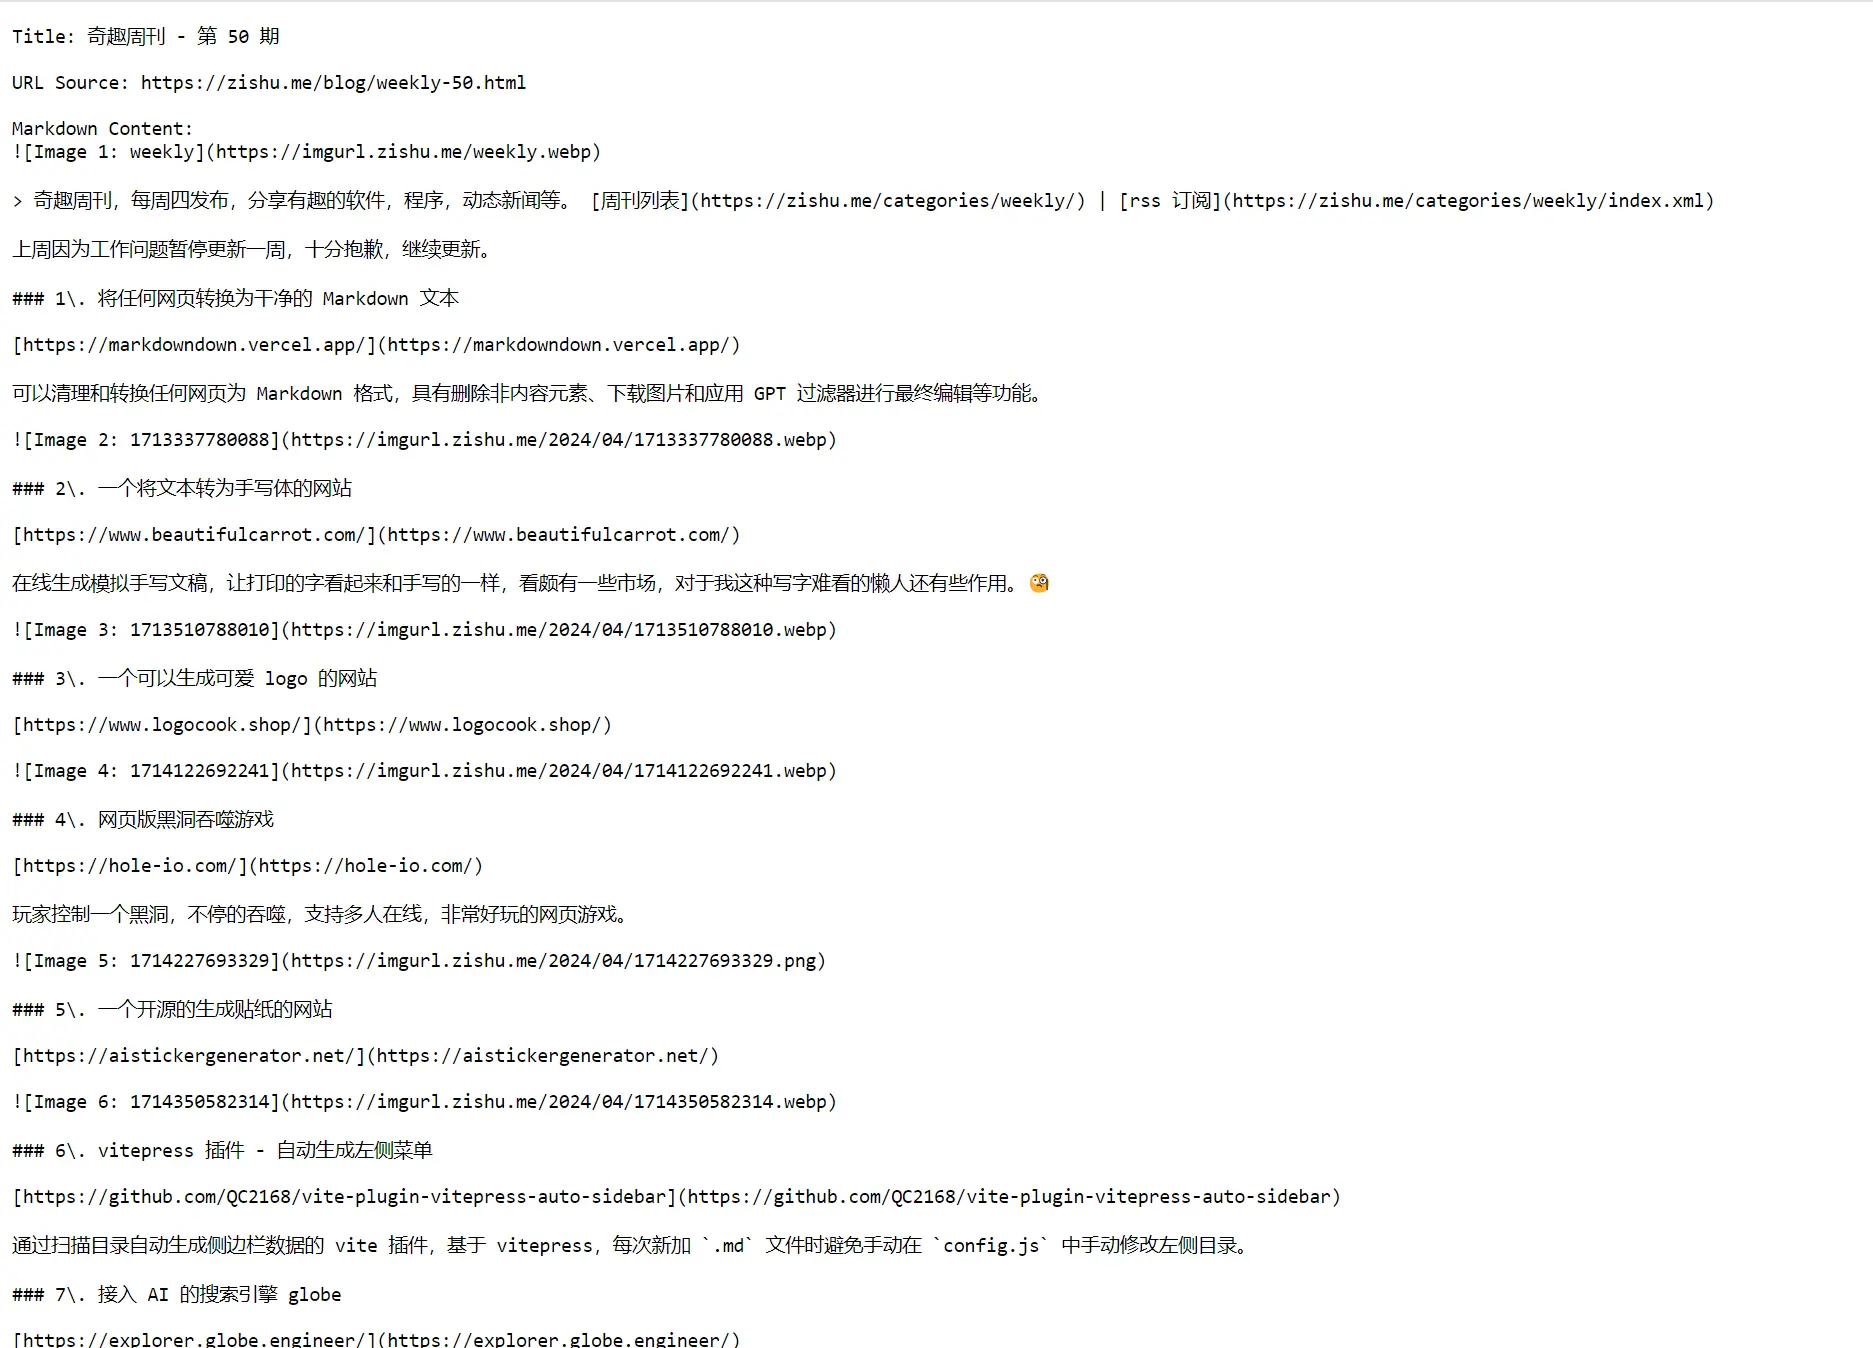 Title: 奇趣周刊 - 第 50 期
URL Source: https://zishu.me/blog/weekly-50.html
Markdown Content:
![Image 1: weekly](https://imgurl.zishu.me/weekly.webp)
> 奇趣周刊，每周四发布，分享有趣的软件，程序，动态新闻等。 [周刊列表](https://zishu.me/categories/weekly/) | [rss 订阅](https://zishu.me/categories/weekly/index.xml)
上周因为工作问题暂停更新一周，十分抱歉，继续更新。
### 1\. 将任何网页转换为干净的 Markdown 文本
[https://markdowndown.vercel.app/](https://markdowndown.vercel.app/)
可以清理和转换任何网页为 Markdown 格式，具有删除非内容元素、下载图片和应用 GPT 过滤器进行最终编辑等功能。
![Image 2: 1713337780088](https://imgurl.zishu.me/2024/04/1713337780088.webp)
### 2\. 一个将文本转为手写体的网站
[https://www.beautifulcarrot.com/](https://www.beautifulcarrot.com/)
在线生成模拟手写文稿，让打印的字看起来和手写的一样，看颇有一些市场，对于我这种写字难看的懒人还有些作用。🧐
![Image 3: 1713510788010](https://imgurl.zishu.me/2024/04/1713510788010.webp)
### 3\. 一个可以生成可爱 logo 的网站
[https://www.logocook.shop/](https://www.logocook.shop/)
![Image 4: 1714122692241](https://imgurl.zishu.me/2024/04/1714122692241.webp)
### 4\. 网页版黑洞吞噬游戏
[https://hole-io.com/](https://hole-io.com/)
玩家控制一个黑洞，不停的吞噬，支持多人在线，非常好玩的网页游戏。
![Image 5: 1714227693329](https://imgurl.zishu.me/2024/04/1714227693329.png)
### 5\. 一个开源的生成贴纸的网站
[https://aistickergenerator.net/](https://aistickergenerator.net/)
![Image 6: 1714350582314](https://imgurl.zishu.me/2024/04/1714350582314.webp)
### 6\. vitepress 插件 - 自动生成左侧菜单
[https://github.com/QC2168/vite-plugin-vitepress-auto-sidebar](https://github.com/QC2168/vite-plugin-vitepress-auto-sidebar)
通过扫描目录自动生成侧边栏数据的 vite 插件，基于 vitepress，每次新加 `.md` 文件时避免手动在 `config.js` 中手动修改左侧目录。
### 7\. 接入 AI 的搜索引擎 globe
[https://explorer.globe.engineer/](https://explorer.globe.engineer/)